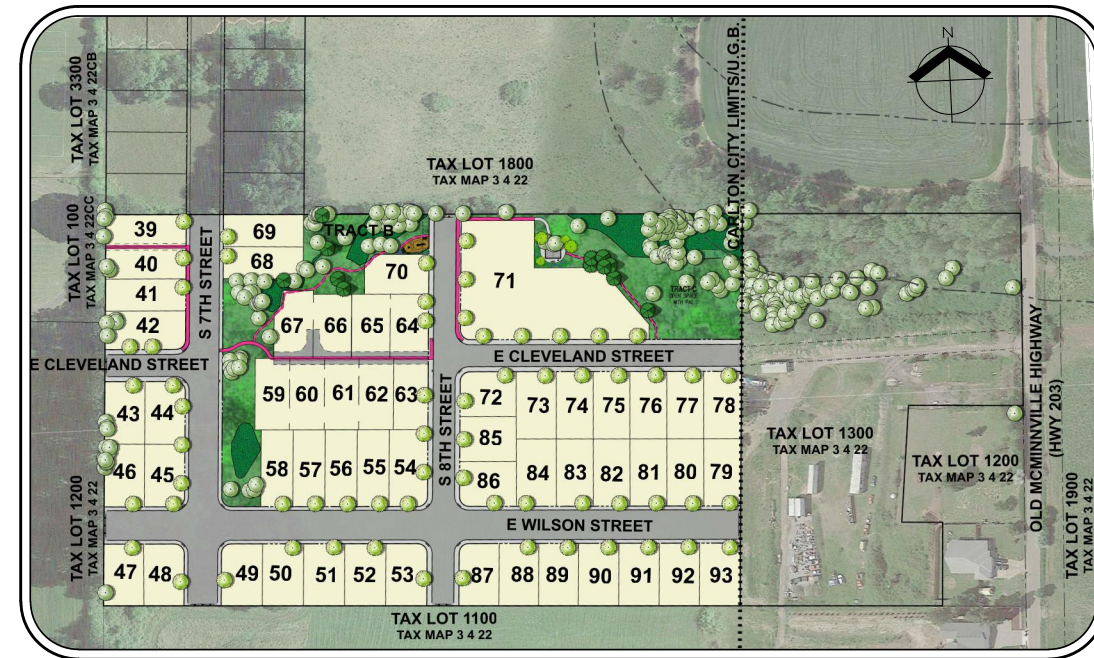 N
TAX LOT 3300
TAX MAP 3 4 22CB
CARLTON CITY LIMITS/U.G.B.
TAX LOT 1800
TAX MAP 3 4 22
TAX LOT 100
TAX MAP 3 4 22CC
39
40
41
42
S 7TH STREET
69
68
TRACT B
70
67 66 65 64
71
TRACT C
OPEN SPACE
WITH PATH
E CLEVELAND STREET
E CLEVELAND STREET
43 44
46 45
59 60 61 62 63
58 57 56 55 54
S 8TH STREET
72
85
86
73 74 75 76 77 78
84 83 82 81 80 79
TAX LOT 1300
TAX MAP 3 4 22
TAX LOT 1200
TAX MAP 3 4 22
OLD MCMINNVILLE HIGHWAY
(HWY 203)
TAX LOT 1900
TAX MAP 3 4 22
TAX LOT 1200
TAX MAP 3 4 22
E WILSON STREET
47 48
49 50 51 52 53
87 88 89 90 91 92 93
TAX LOT 1100
TAX MAP 3 4 22